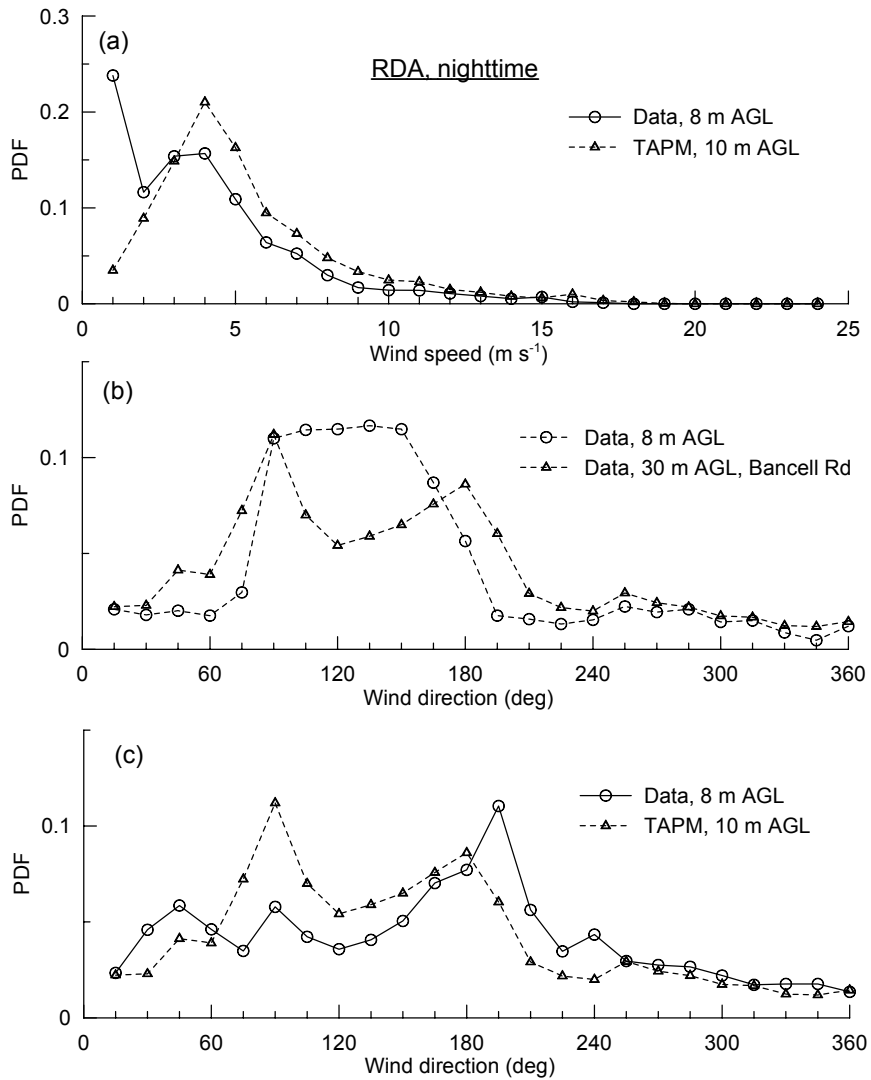 (a)
RDA, nighttime
Data, 8 m AGL
TAPM, 10 m AGL
PDF
0.3
0.2
0.1
0
0 5 10 15 20 25
Wind speed (m s⁻¹)
(b)
Data, 8 m AGL
Data, 30 m AGL, Bancell Rd
PDF
0.1
0
0 60 120 180 240 300 360
Wind direction (deg)
(c)
Data, 8 m AGL
TAPM, 10 m AGL
PDF
0.1
0
0 60 120 180 240 300 360
Wind direction (deg)